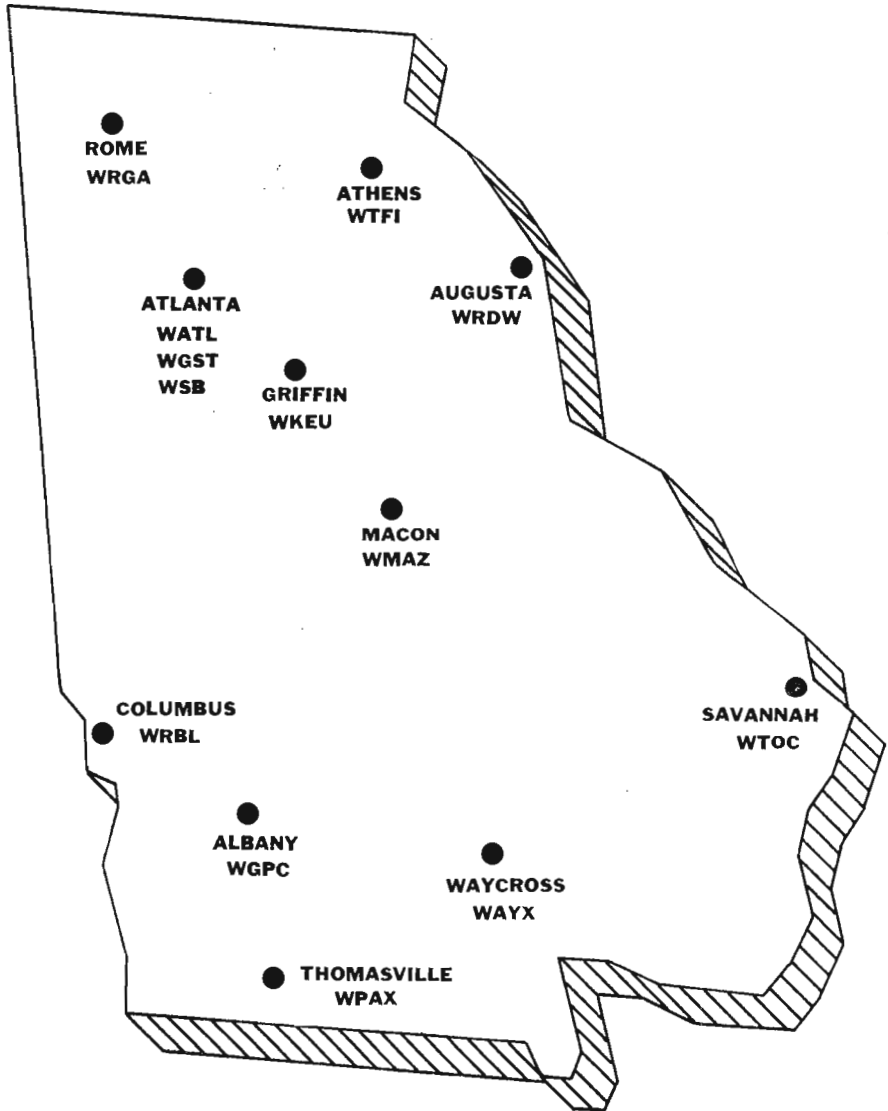 ROME
WRGA
ATHENS
WTFI
ATLANTA
WATL
WGST
WSB
AUGUSTA
WRDW
GRIFFIN
WKEU
MACON
WMAZ
COLUMBUS
WRBL
SAVANNAH
WTOC
ALBANY
WGPC
WAYCROSS
WAYX
THOMASVILLE
WPAX